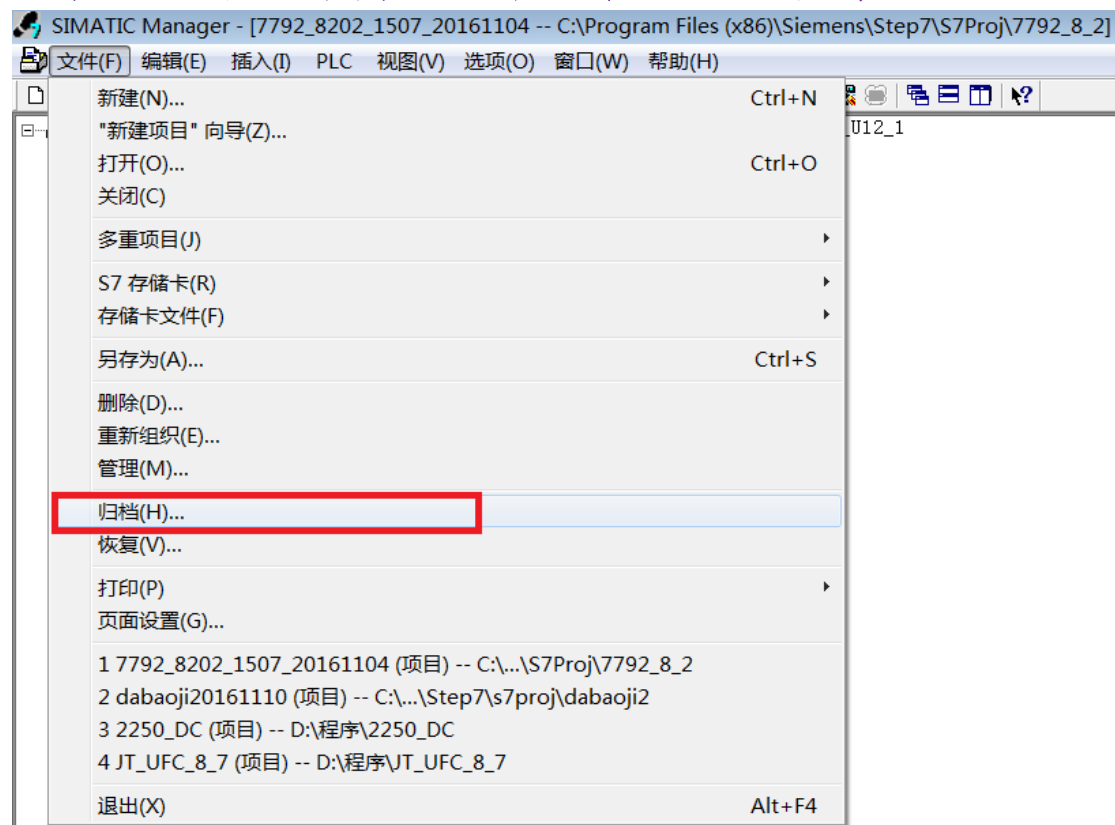 SIMATIC Manager - [7792_8202_1507_20161104 -- C:\Program Files (x86)\Siemens\Step7\S7Proj\7792_8_2]
文件(F) 编辑(E) 插入(I) PLC 视图(V) 选项(O) 窗口(W) 帮助(H)
新建(N)... Ctrl+N
_U12_1
"新建项目" 向导(Z)...
打开(O)... Ctrl+O
关闭(C)
多重项目(J)
S7 存储卡(R)
存储卡文件(F)
另存为(A)... Ctrl+S
删除(D)...
重新组织(E)...
管理(M)...
归档(H)...
恢复(V)...
打印(P)
页面设置(G)...
1 7792_8202_1507_20161104 (项目) -- C:\...\S7Proj\7792_8_2
2 dabaoji20161110 (项目) -- C:\...\Step7\s7proj\dabaoji2
3 2250_DC (项目) -- D:\程序\2250_DC
4 JT_UFC_8_7 (项目) -- D:\程序\JT_UFC_8_7
退出(X) Alt+F4